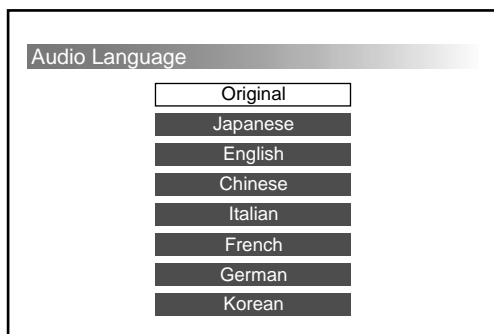 Audio Language
Original
Japanese
English
Chinese
Italian
French
German
Korean